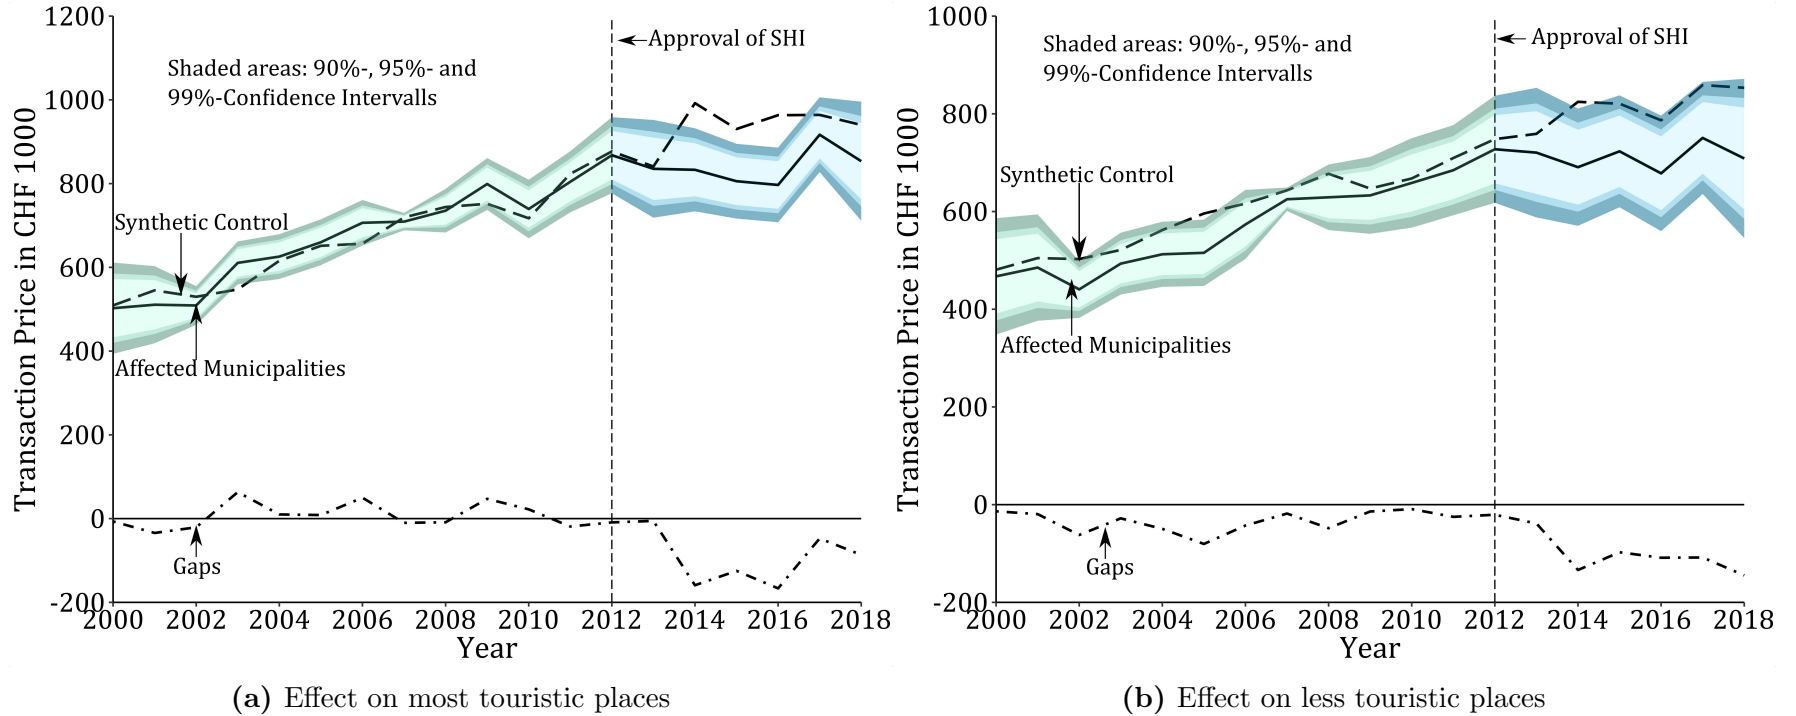 1200
1000
800
600
400
200
0
-200
Transaction Price in CHF 1000
Approval of SHI
Shaded areas: 90%-, 95%- and
99%-Confidence Intervalls
Synthetic Control
Affected Municipalities
Gaps
2000 2002 2004 2006 2008 2010 2012 2014 2016 2018
Year
(a) Effect on most touristic places
1000
800
600
400
200
0
-200
Transaction Price in CHF 1000
Approval of SHI
Shaded areas: 90%-, 95%- and
99%-Confidence Intervalls
Synthetic Control
Affected Municipalities
Gaps
2000 2002 2004 2006 2008 2010 2012 2014 2016 2018
Year
(b) Effect on less touristic places